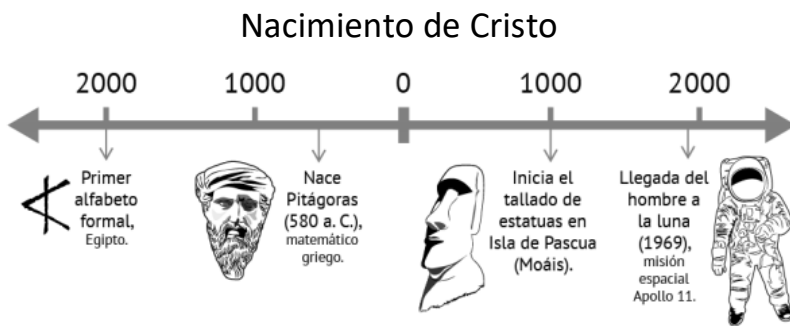 Nacimiento de Cristo
2000 1000 0 1000 2000
Primer
alfabeto
formal,
Egipto.
Nace
Pitágoras
(580 a. C.),
matemático
griego.
Inicia el
tallado de
estatuas en
Isla de Pascua
(Moáis).
Llegada del
hombre a
la luna
(1969),
misión
espacial
Apollo 11.